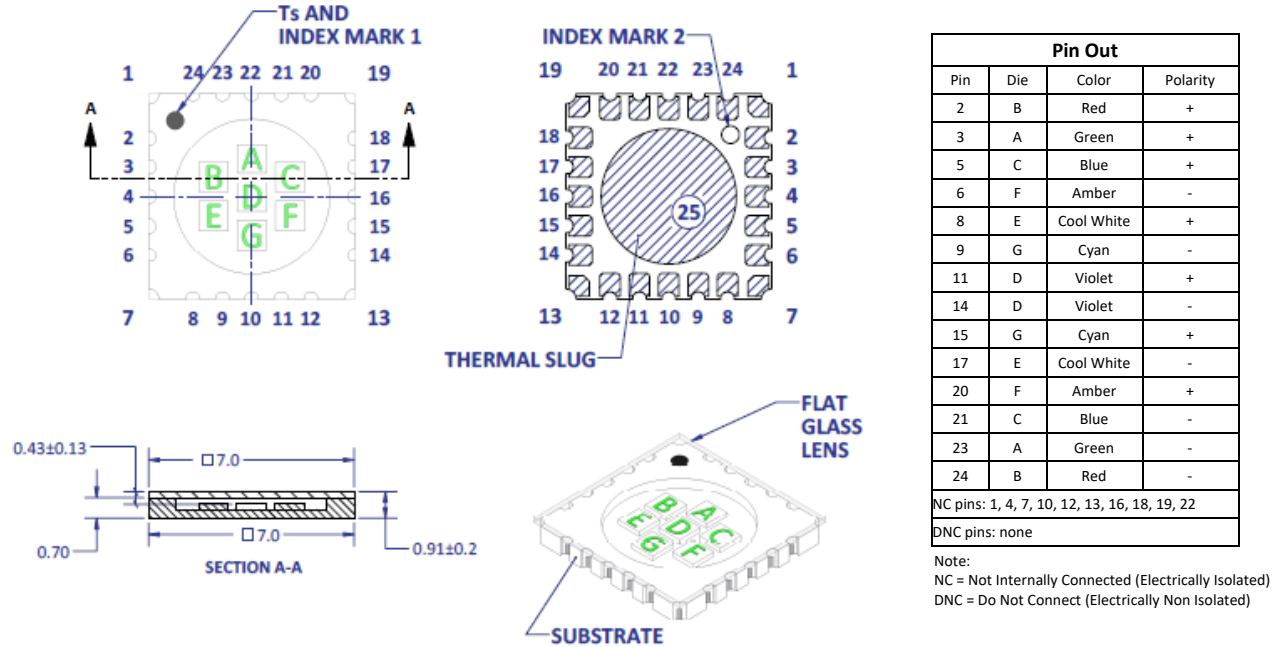 Ts AND
INDEX MARK 1
1 24 23 22 21 20 19
A A
2 18
3 17
4 16
5 15
6 14
7 8 9 10 11 12 13
A
B C
D
E F
G
INDEX MARK 2
19 20 21 22 23 24 1
18 2
17 3
16 4
15 5
14 6
25
13 12 11 10 9 8 7
THERMAL SLUG
0.43±0.13
□7.0
□7.0
0.70
0.91±0.2
SECTION A-A
FLAT
GLASS
LENS
B A
E D C
G F
SUBSTRATE
Pin Out
Pin Die Color Polarity
2 B Red +
3 A Green +
5 C Blue +
6 F Amber -
8 E Cool White +
9 G Cyan -
11 D Violet +
14 D Violet -
15 G Cyan +
17 E Cool White -
20 F Amber +
21 C Blue -
23 A Green -
24 B Red -
NC pins: 1, 4, 7, 10, 12, 13, 16, 18, 19, 22
DNC pins: none
Note:
NC = Not Internally Connected (Electrically Isolated)
DNC = Do Not Connect (Electrically Non Isolated)